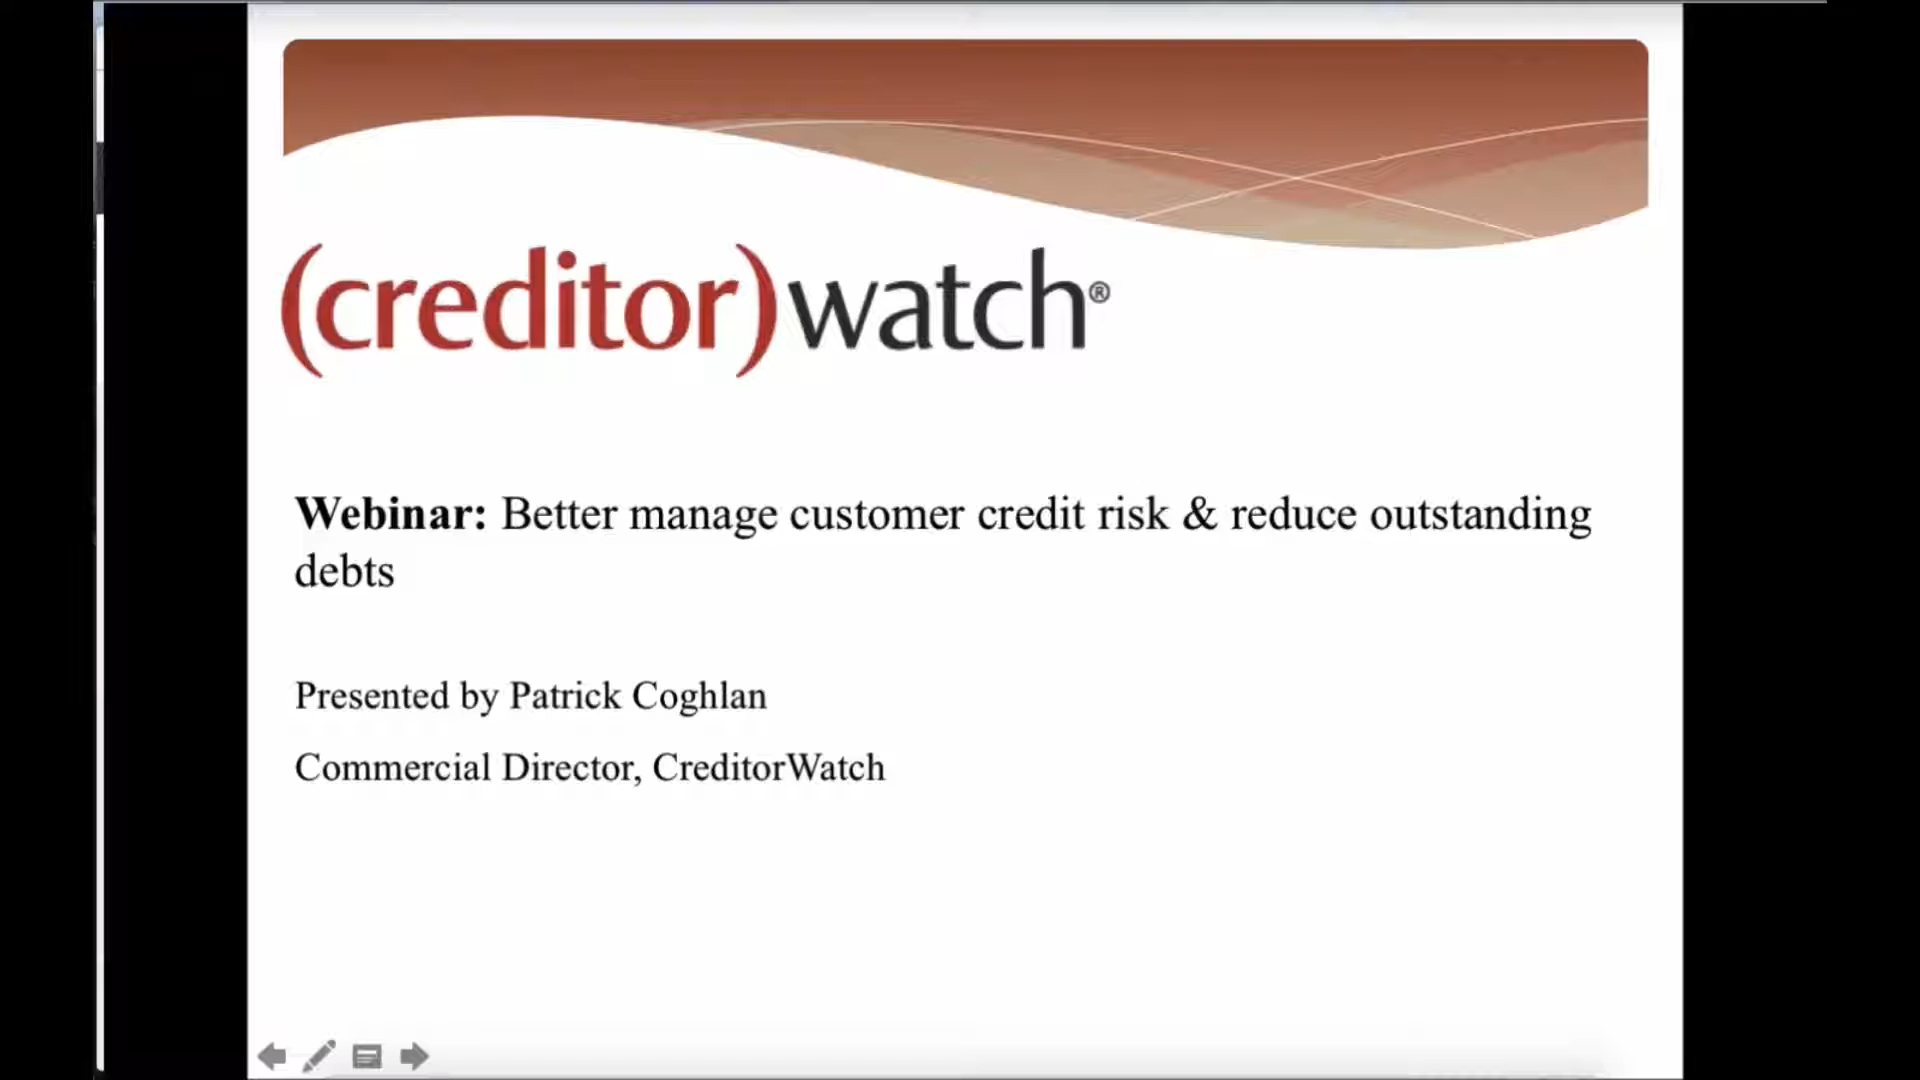 (creditor)watch®
Webinar: Better manage customer credit risk & reduce outstanding
debts
Presented by Patrick Coghlan
Commercial Director, CreditorWatch